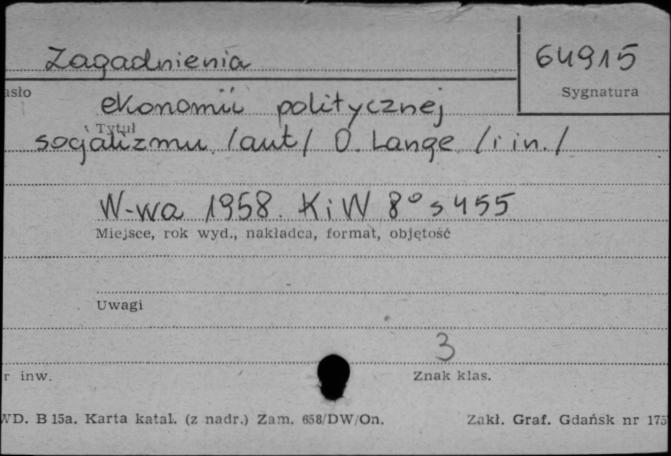 Zagadnienia
64915
asło
Sygnatura
ekonomii politycznej
Tytuł
socjalizmu /aut/ O. Lange /i in./
W-wa 1958. KiW 8° s 455
Miejsce, rok wyd., nakładca, format, objętość
Uwagi
3
r inw.
Znak klas.
WD. B 15a. Karta katal. (z nadr.) Zam. 658/DW/On.
Zakł. Graf. Gdańsk nr 175